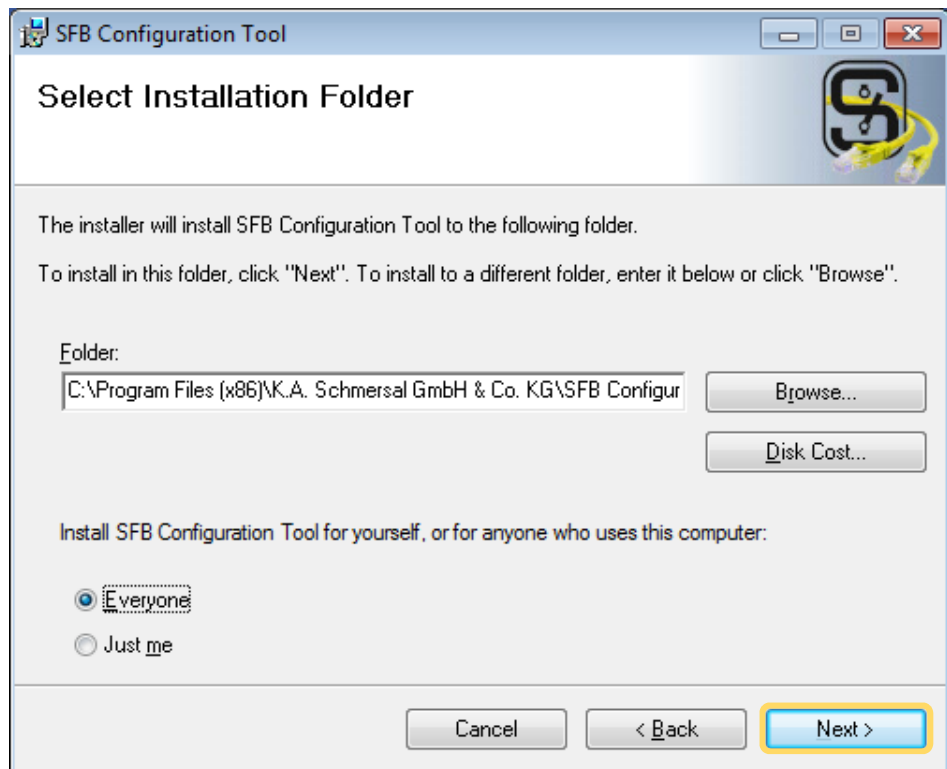 SFB Configuration Tool
Select Installation Folder
The installer will install SFB Configuration Tool to the following folder.
To install in this folder, click "Next". To install to a different folder, enter it below or click "Browse".
Folder:
C:\Program Files (x86)\K.A. Schmersal GmbH & Co. KG\SFB Configur
Browse...
Disk Cost...
Install SFB Configuration Tool for yourself, or for anyone who uses this computer:
Everyone
Just me
Cancel < Back Next >